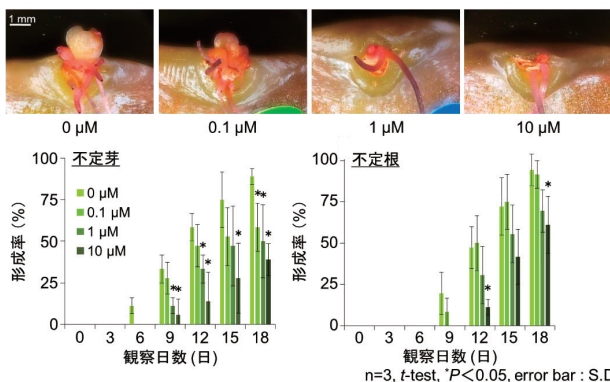 1 mm
0 μM
0.1 μM
1 μM
10 μM
不定芽
形成率 (%)
100
75
50
25
0
0 μM
0.1 μM
1 μM
10 μM
* * * * * * * *
0 3 6 9 12 15 18
観察日数 (日)
不定根
形成率 (%)
100
75
50
25
0
* *
0 3 6 9 12 15 18
観察日数 (日)
n=3, t-test, *P<0.05, error bar : S.D